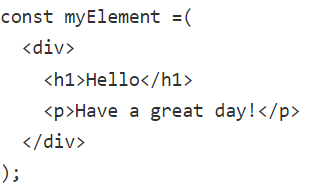 const myElement =(
  <div>
    <h1>Hello</h1>
    <p>Have a great day!</p>
  </div>
);